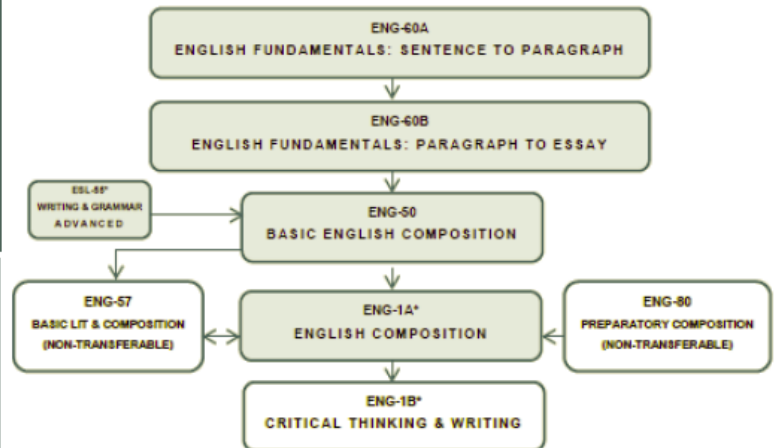 ENG-60A
ENGLISH FUNDAMENTALS: SENTENCE TO PARAGRAPH
ENG-60B
ENGLISH FUNDAMENTALS: PARAGRAPH TO ESSAY
WRITING & GRAMMAR
ADVANCED
ENG-50
BASIC ENGLISH COMPOSITION
ENG-57
BASIC LIT & COMPOSITION
(NON-TRANSFERABLE)
ENG-1A*
ENGLISH COMPOSITION
ENG-80
PREPARATORY COMPOSITION
(NON-TRANSFERABLE)
ENG-1B*
CRITICAL THINKING & WRITING